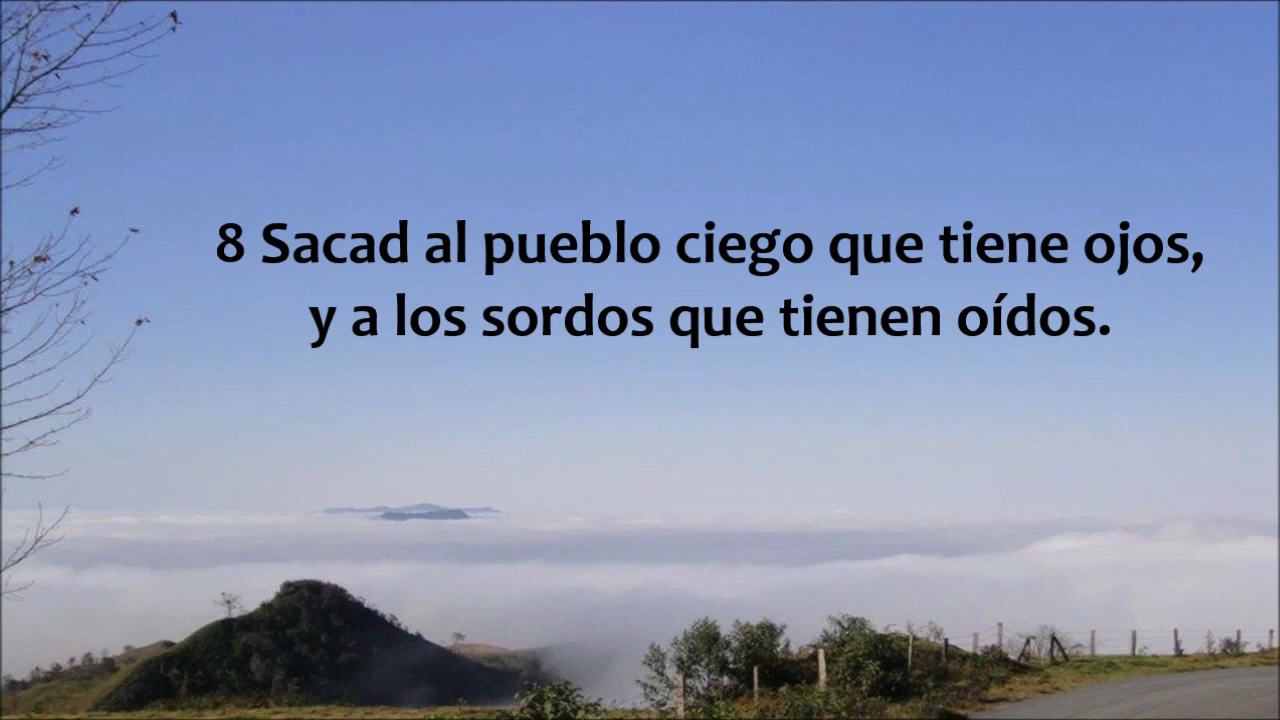 8 Sacad al pueblo ciego que tiene ojos,
y a los sordos que tienen oídos.